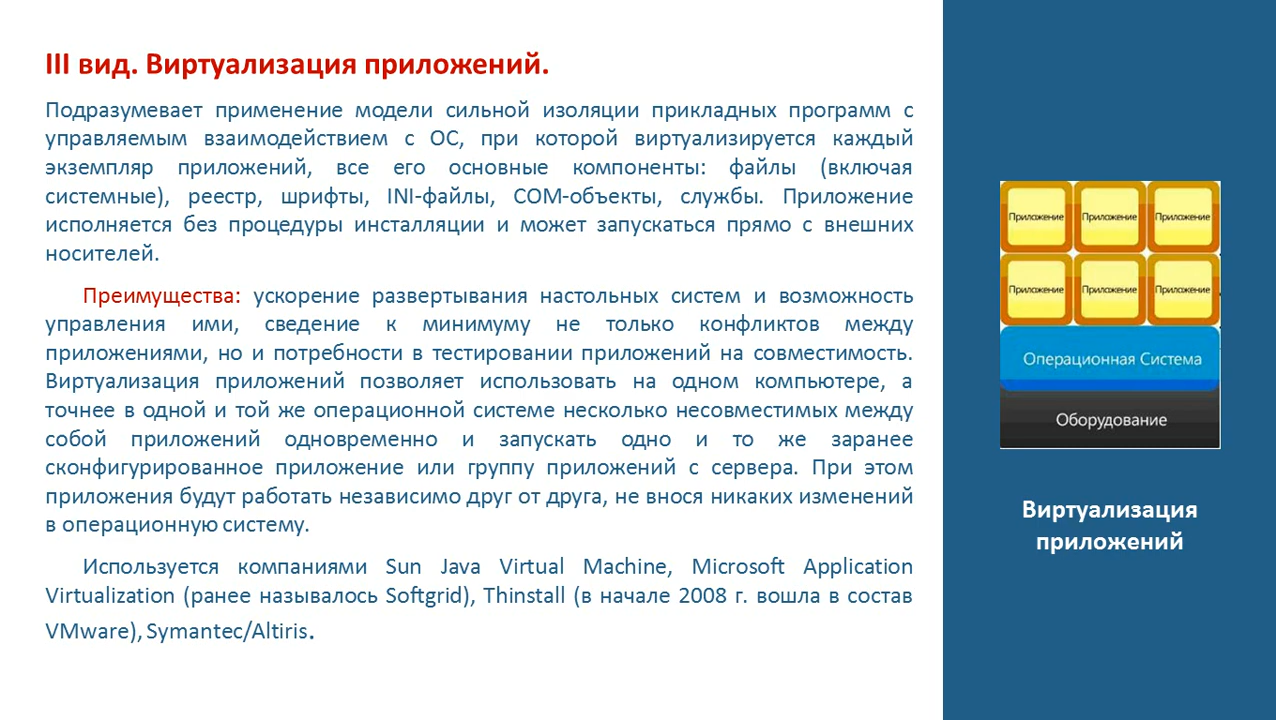 III вид. Виртуализация приложений.
Подразумевает применение модели сильной изоляции прикладных программ с
управляемым взаимодействием с ОС, при которой виртуализируется каждый
экземпляр приложений, все его основные компоненты: файлы (включая
системные), реестр, шрифты, INI-файлы, COM-объекты, службы. Приложение
исполняется без процедуры инсталляции и может запускаться прямо с внешних
носителей.
Преимущества: ускорение развертывания настольных систем и возможность
управления ими, сведение к минимуму не только конфликтов между
приложениями, но и потребности в тестировании приложений на совместимость.
Виртуализация приложений позволяет использовать на одном компьютере, а
точнее в одной и той же операционной системе несколько несовместимых между
собой приложений одновременно и запускать одно и то же заранее
сконфигурированное приложение или группу приложений с сервера. При этом
приложения будут работать независимо друг от друга, не внося никаких изменений
в операционную систему.
Используется компаниями Sun Java Virtual Machine, Microsoft Application
Virtualization (ранее называлось Softgrid), Thinstall (в начале 2008 г. вошла в состав
VMware), Symantec/Altiris.
Приложение Приложение Приложение
Приложение Приложение Приложение
Операционная Система
Оборудование
Виртуализация
приложений